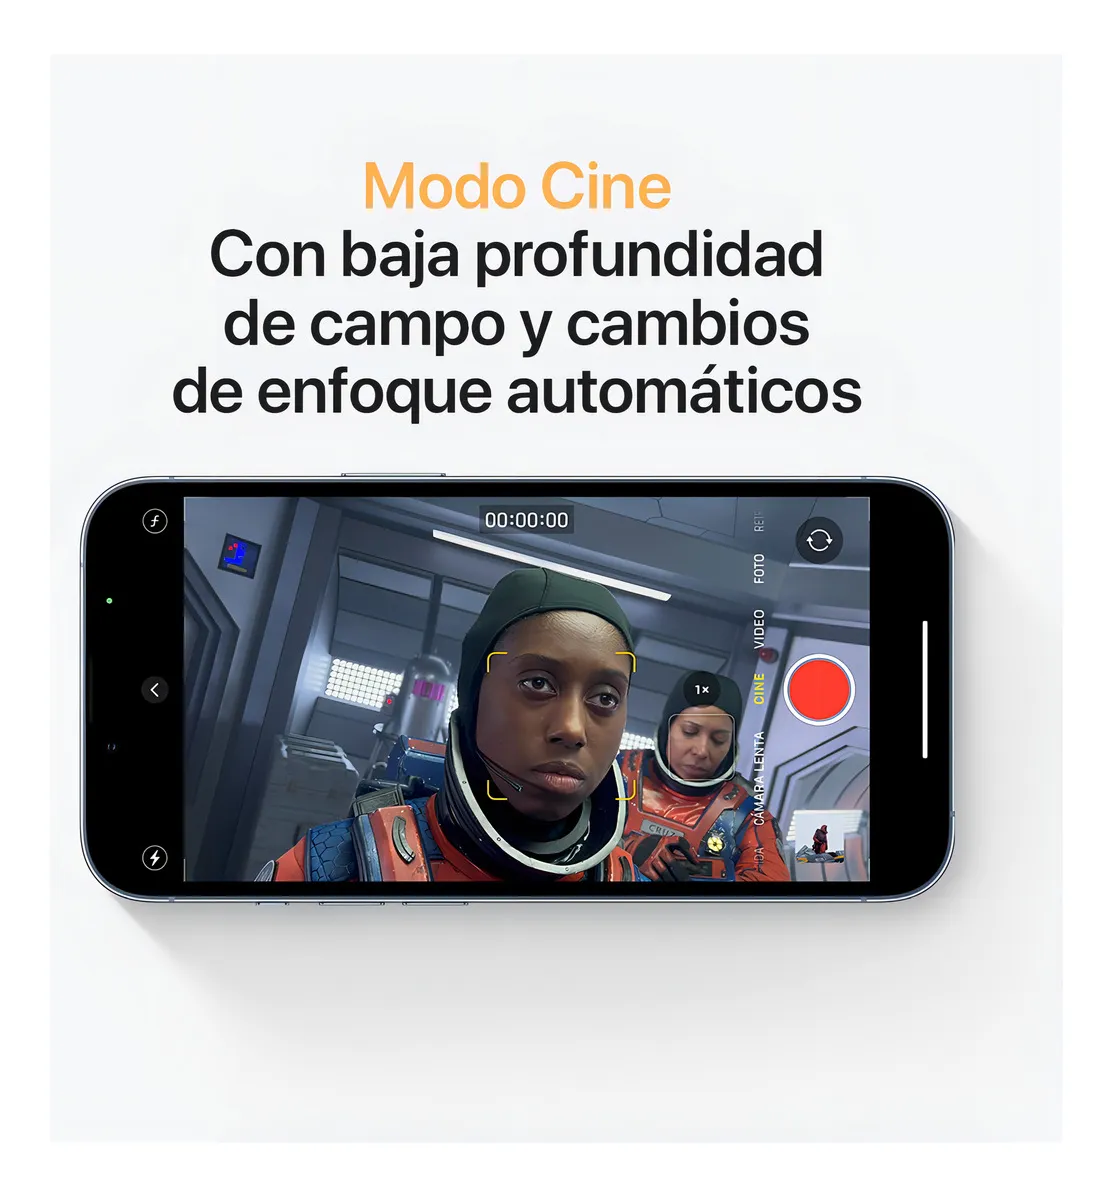 Modo Cine
Con baja profundidad
de campo y cambios
de enfoque automáticos
00:00:00
FOTO
VIDEO
CINE
CÁMARA LENTA
1×
CRUZ